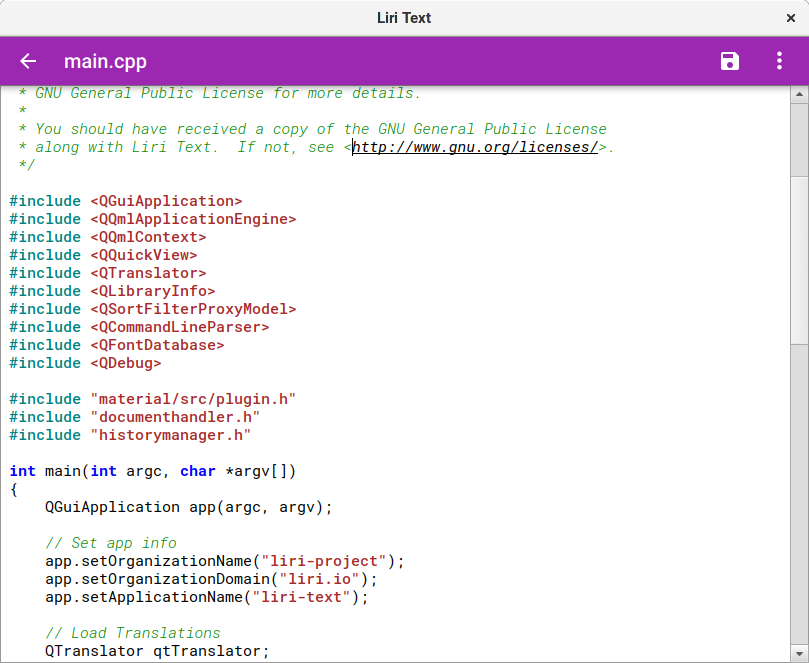 Liri Text
main.cpp
 * GNU General Public License for more details.
 *
 * You should have received a copy of the GNU General Public License
 * along with Liri Text.  If not, see <http://www.gnu.org/licenses/>.
 */

#include <QGuiApplication>
#include <QQmlApplicationEngine>
#include <QQmlContext>
#include <QQuickView>
#include <QTranslator>
#include <QLibraryInfo>
#include <QSortFilterProxyModel>
#include <QCommandLineParser>
#include <QFontDatabase>
#include <QDebug>

#include "material/src/plugin.h"
#include "documenthandler.h"
#include "historymanager.h"

int main(int argc, char *argv[])
{
    QGuiApplication app(argc, argv);

    // Set app info
    app.setOrganizationName("liri-project");
    app.setOrganizationDomain("liri.io");
    app.setApplicationName("liri-text");

    // Load Translations
    QTranslator qtTranslator;